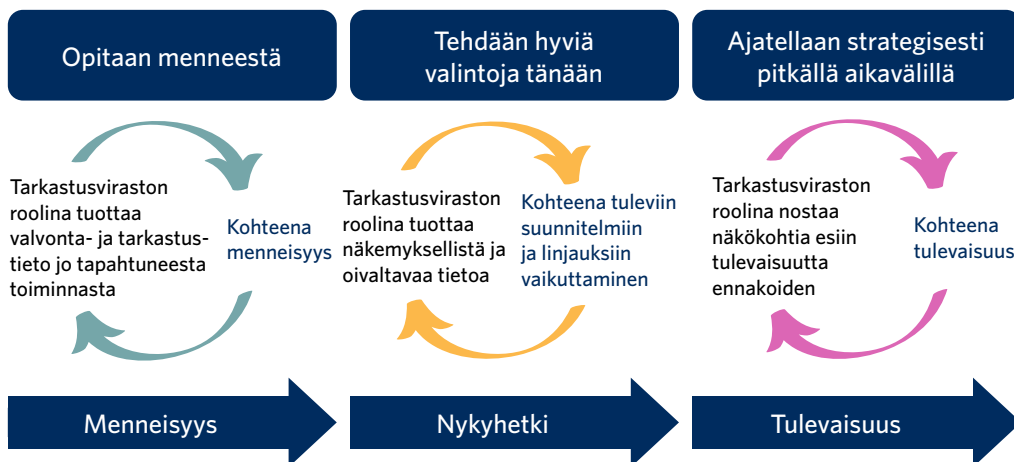 Opitaan menneestä
Tehdään hyviä
valintoja tänään
Ajatellaan strategisesti
pitkällä aikavälillä
Tarkastusviraston
roolina tuottaa
valvonta- ja tarkastus-
tieto jo tapahtuneesta
toiminnasta
Kohteena
menneisyys
Tarkastusviraston
roolina tuottaa
näkemyksellistä ja
oivaltavaa tietoa
Kohteena tuleviin
suunnitelmiin
ja linjauksiin
vaikuttaminen
Tarkastusviraston
roolina nostaa
näkökohtia esiin
tulevaisuutta
ennakoiden
Kohteena
tulevaisuus
Menneisyys
Nykyhetki
Tulevaisuus